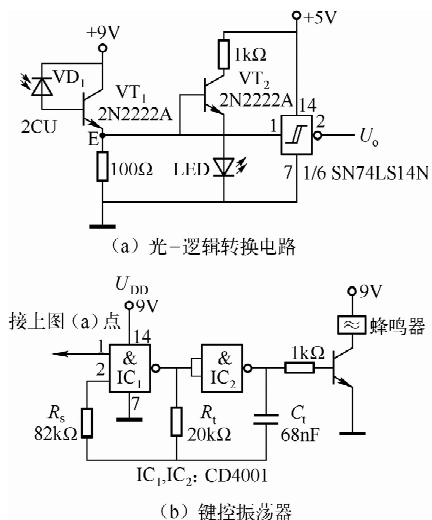 +9V
+5V
VD1
1kΩ
VT1
2N2222A
VT2
2N2222A
2CU
E
14
1
2
Uo
100Ω
LED
7
1/6 SN74LS14N
(a) 光-逻辑转换电路
UDD
9V
9V
接上图(a)点
14
1
2
&
IC1
&
IC2
1kΩ
蜂鸣器
7
Rs
82kΩ
Rt
20kΩ
Ct
68nF
IC1,IC2: CD4001
(b) 键控振荡器